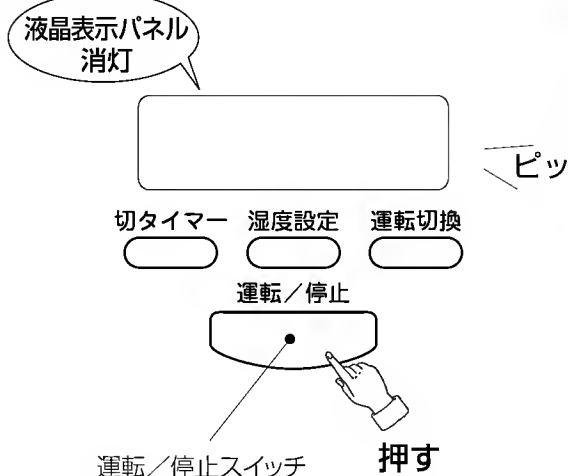 液晶表示パネル
消灯
ピッ
切タイマー 湿度設定 運転切換
運転／停止
運転／停止スイッチ
押す